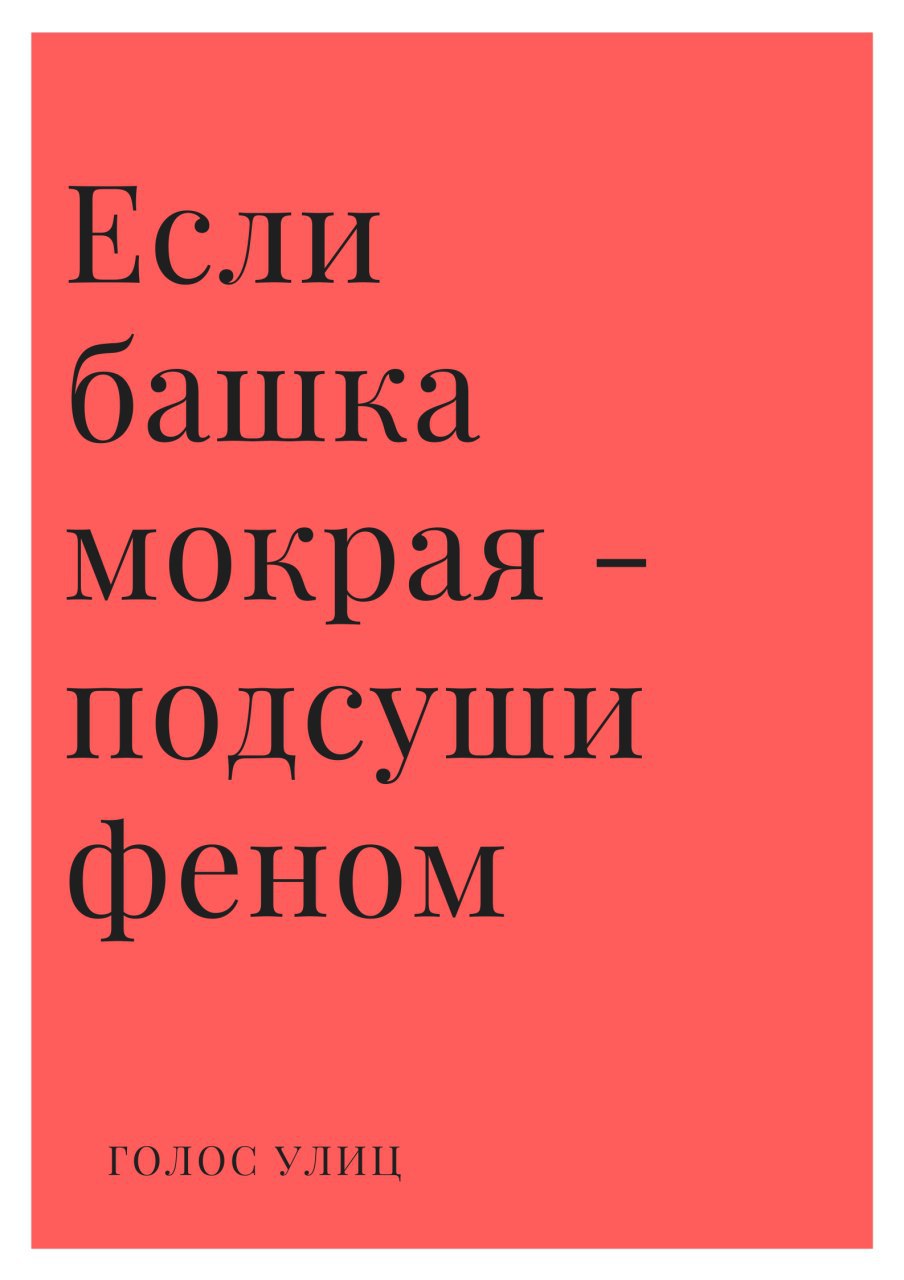 Если
башка
мокрая -
подсуши
феном
ГОЛОС УЛИЦ